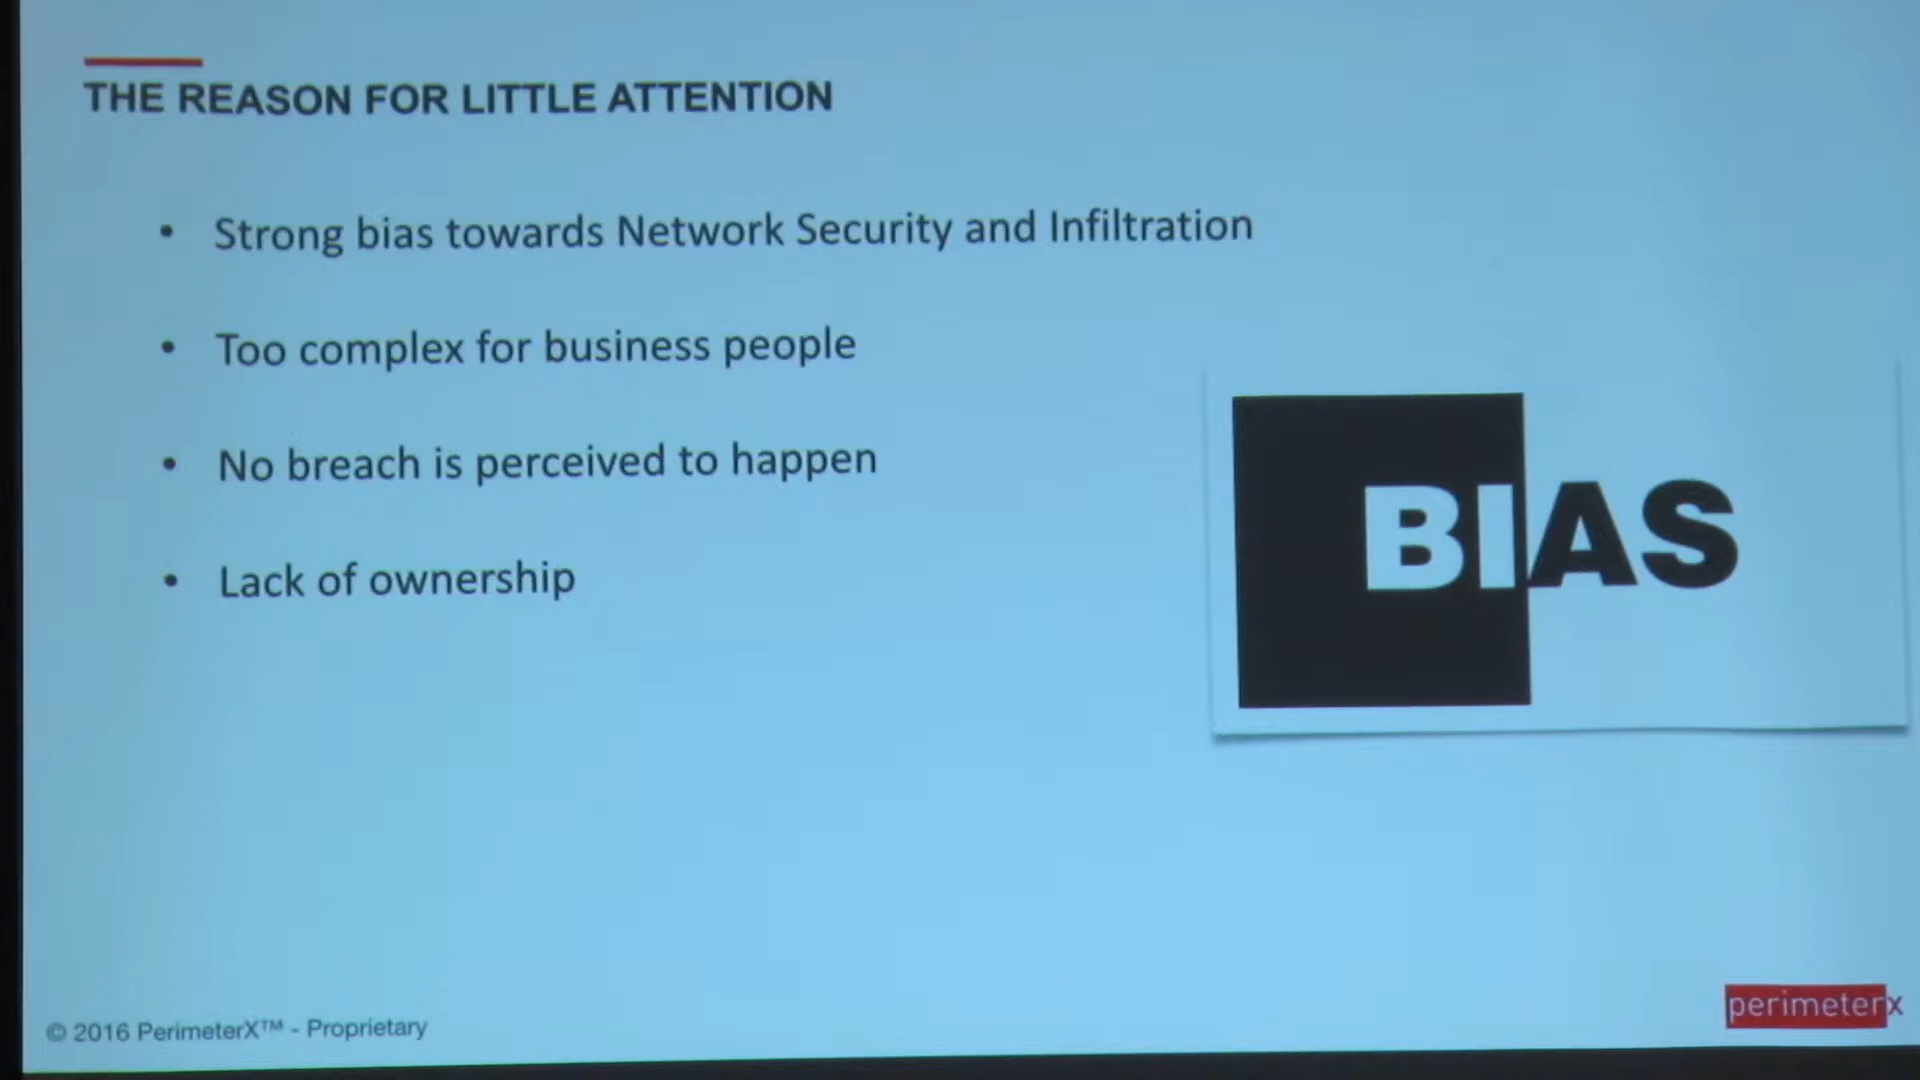 THE REASON FOR LITTLE ATTENTION
• Strong bias towards Network Security and Infiltration
• Too complex for business people
• No breach is perceived to happen
• Lack of ownership
BIAS
© 2016 PerimeterX™ - Proprietary
perimeterx